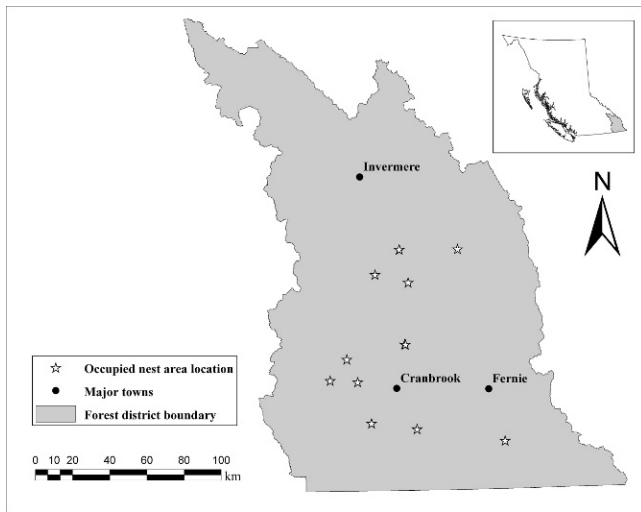 N
Invermere
Cranbrook
Fernie
Occupied nest area location
Major towns
Forest district boundary
0 10 20 40 60 80 100
km